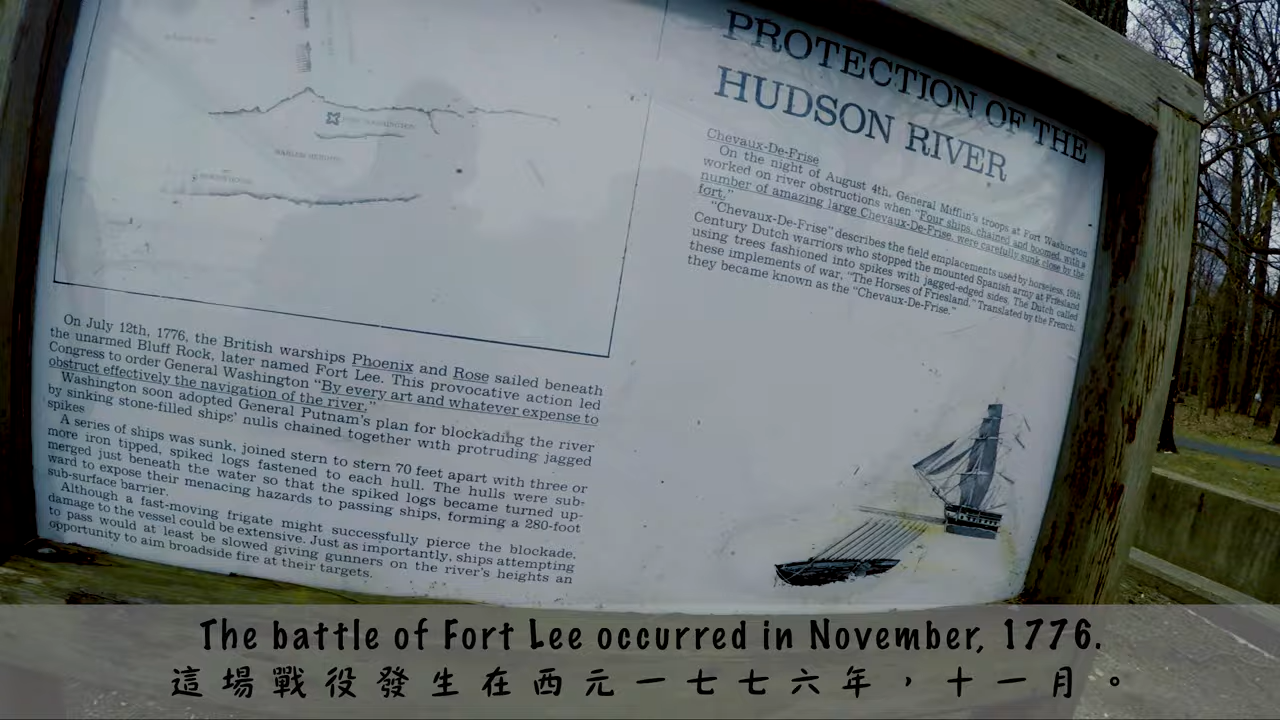 HARLEM HEIGHTS
PROTECTION OF THE
HUDSON RIVER
Chevaux-De-Frise
On the night of August 4th, General Mifflin's troops at Fort Washington
worked on river obstructions when "Four ships, chained and boomed, with a
number of amazing large Chevaux-De-Frise, were carefully sunk close by the
fort."
"Chevaux-De-Frise" describes the field emplacements used by horseless, 16th
Century Dutch warriors who stopped the mounted Spanish army at Friesland
using trees fashioned into spikes with jagged-edged sides. The Dutch called
these implements of war, "The Horses of Friesland." Translated by the French,
they became known as the "Chevaux-De-Frise."
On July 12th, 1776, the British warships Phoenix and Rose sailed beneath
the unarmed Bluff Rock, later named Fort Lee. This provocative action led
Congress to order General Washington "By every art and whatever expense to
obstruct effectively the navigation of the river."
Washington soon adopted General Putnam's plan for blockading the river
by sinking stone-filled ships' nulls chained together with protruding jagged
spikes
A series of ships was sunk, joined stern to stern 70 feet apart with three or
more iron tipped, spiked logs fastened to each hull. The hulls were sub-
merged just beneath the water so that the spiked logs became turned up-
ward to expose their menacing hazards to passing ships, forming a 280-foot
sub-surface barrier.
Although a fast-moving frigate might successfully pierce the blockade,
damage to the vessel could be extensive. Just as importantly, ships attempting
to pass would at least be slowed giving gunners on the river's heights an
opportunity to aim broadside fire at their targets.
The battle of Fort Lee occurred in November, 1776.
這場戰役發生在西元一七七六年，十一月。